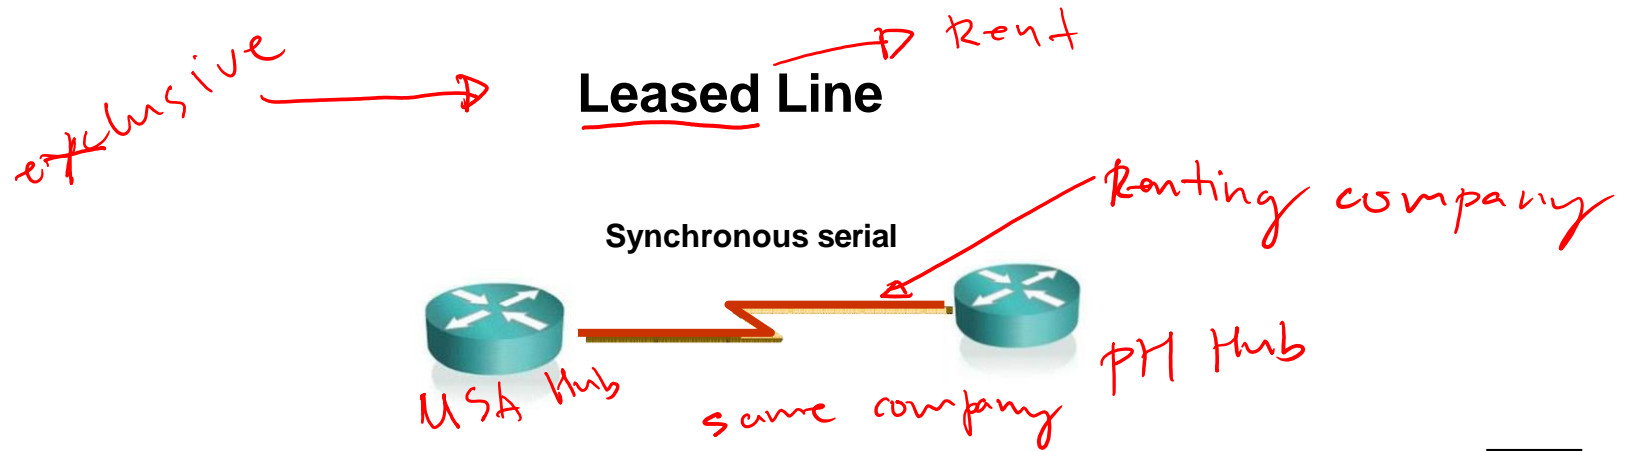 Rent
exclusive
Leased Line
Renting company
Synchronous serial
PH Hub
USA Hub
same company